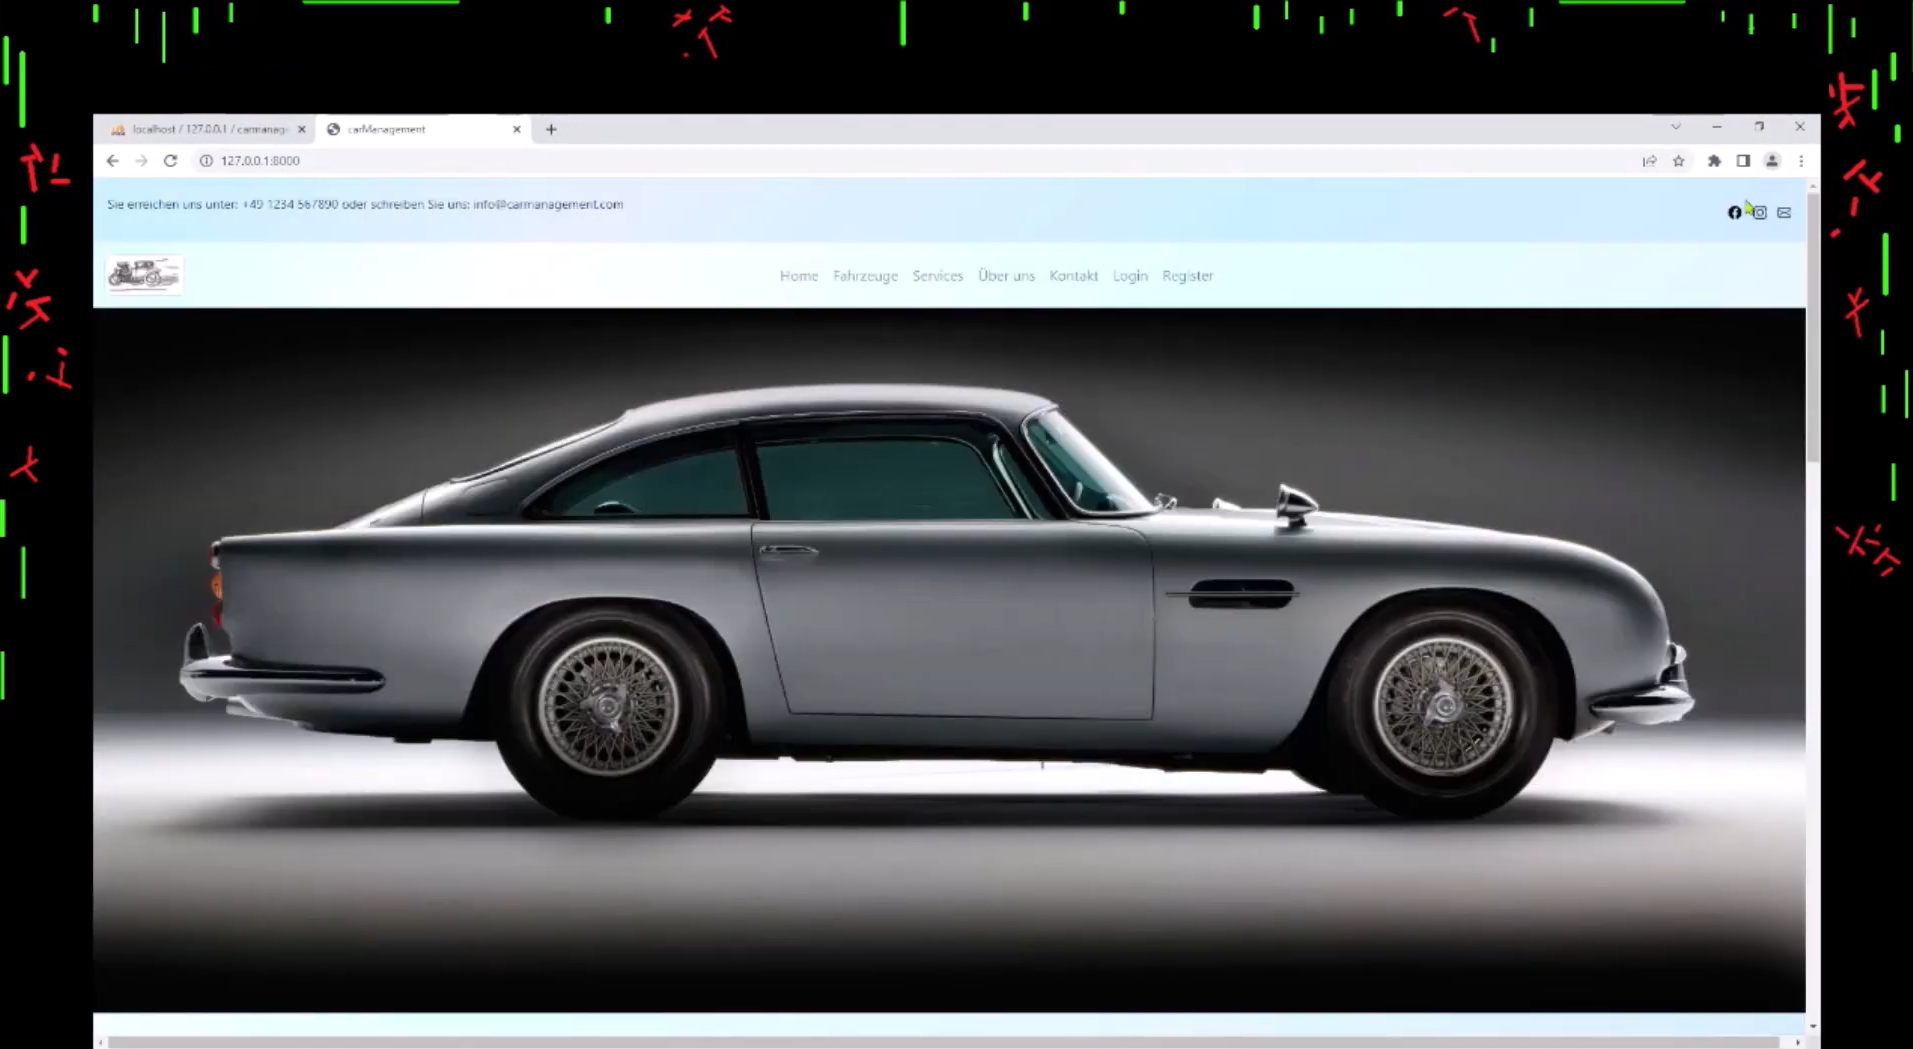 localhost / 127.0.0.1 / carmanag
carManagement
127.0.0.1:8000
Sie erreichen uns unter: +49 1234 567890 oder schreiben Sie uns: info@carmanagement.com
Home Fahrzeuge Services Über uns Kontakt Login Register